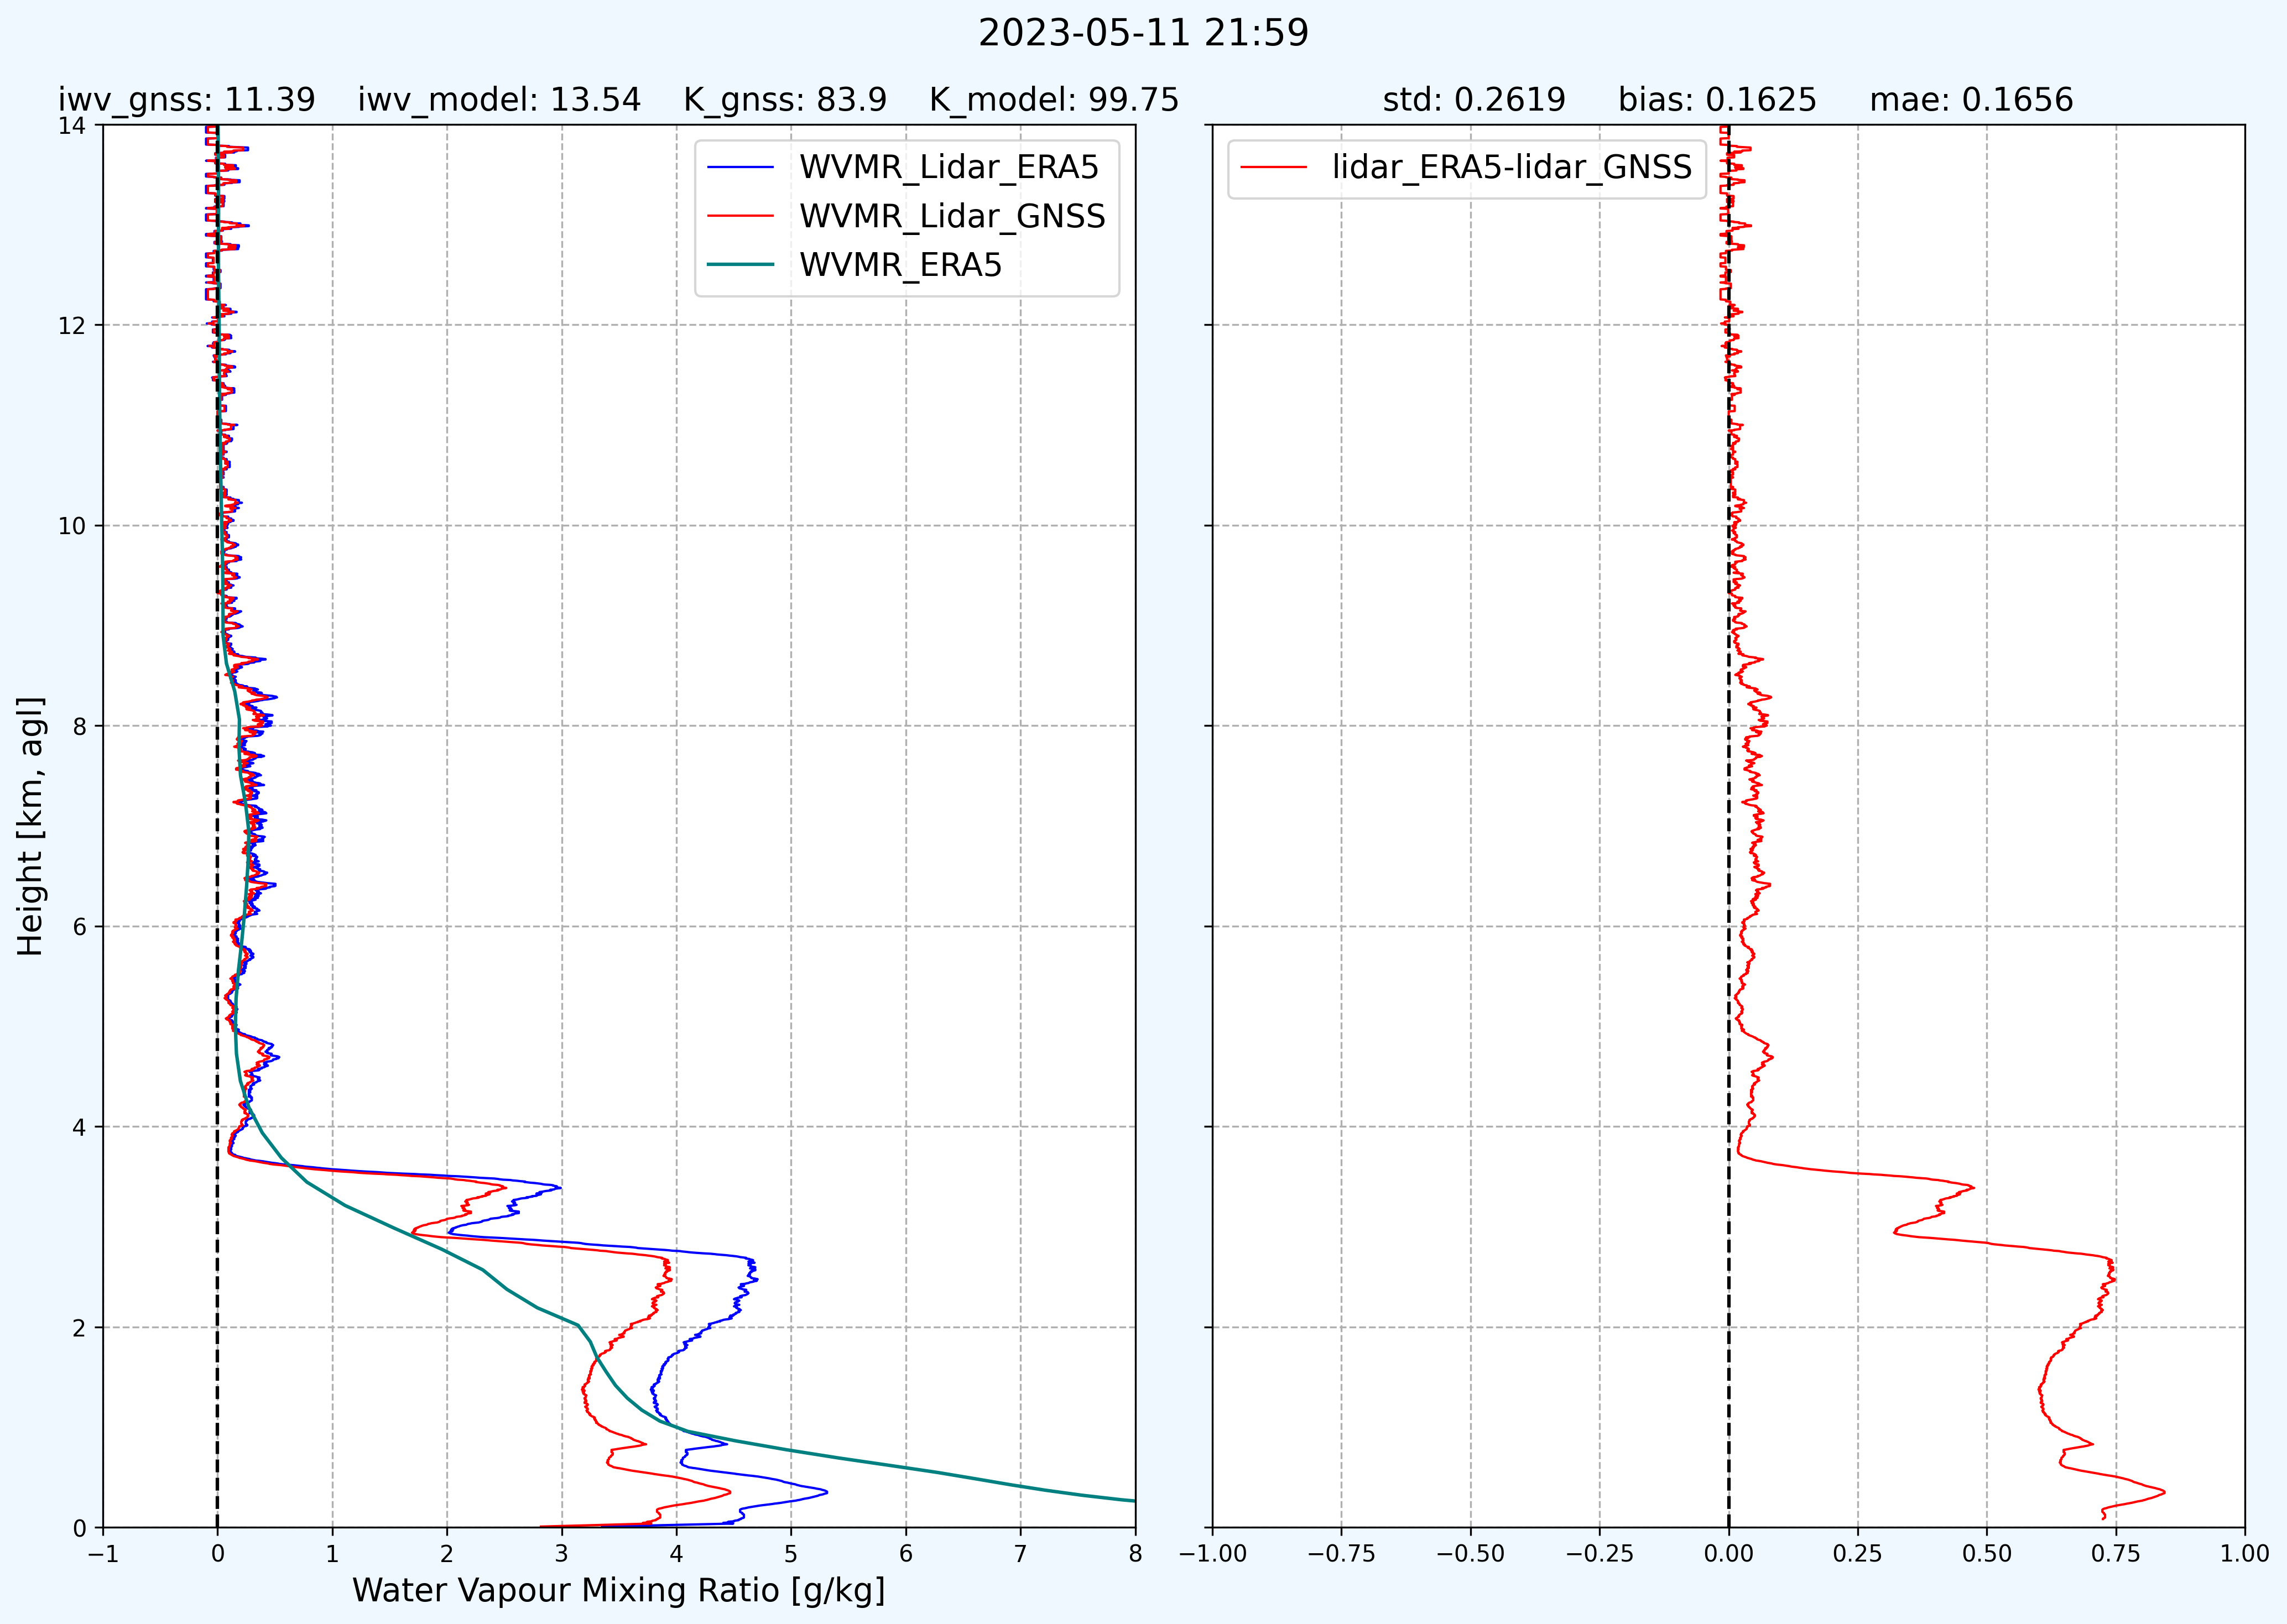 2023-05-11 21:59
iwv_gnss: 11.39 iwv_model: 13.54 K_gnss: 83.9 K_model: 99.75
WVMR_Lidar_ERA5
WVMR_Lidar_GNSS
WVMR_ERA5
14
12
10
8
6
4
2
0
Height [km, agl]
−1 0 1 2 3 4 5 6 7 8
Water Vapour Mixing Ratio [g/kg]
std: 0.2619 bias: 0.1625 mae: 0.1656
lidar_ERA5-lidar_GNSS
−1.00 −0.75 −0.50 −0.25 0.00 0.25 0.50 0.75 1.00